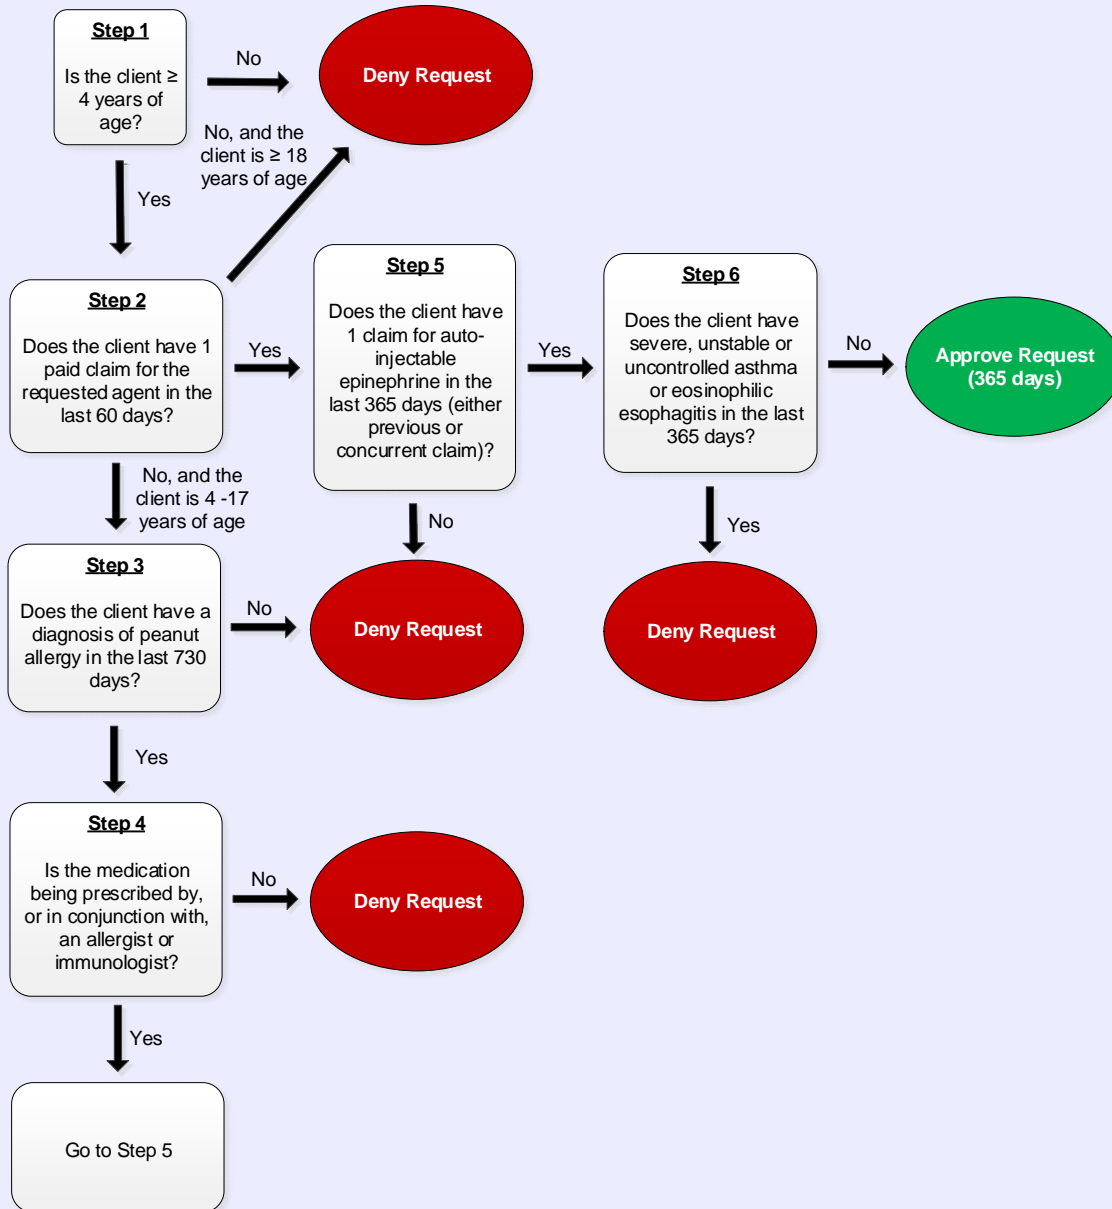 Step 1
Is the client ≥
4 years of
age?
No
Deny Request
No, and the
client is ≥ 18
years of age
Yes
Step 2
Does the client have 1
paid claim for the
requested agent in the
last 60 days?
Yes
Step 5
Does the client have
1 claim for auto-
injectable
epinephrine in the
last 365 days (either
previous or
concurrent claim)?
Yes
Step 6
Does the client have
severe, unstable or
uncontrolled asthma
or eosinophilic
esophagitis in the last
365 days?
No
Approve Request
(365 days)
No, and the
client is 4 -17
years of age
No
Yes
Step 3
Does the client have a
diagnosis of peanut
allergy in the last 730
days?
No
Deny Request
Deny Request
Yes
Step 4
Is the medication
being prescribed by,
or in conjunction with,
an allergist or
immunologist?
No
Deny Request
Yes
Go to Step 5